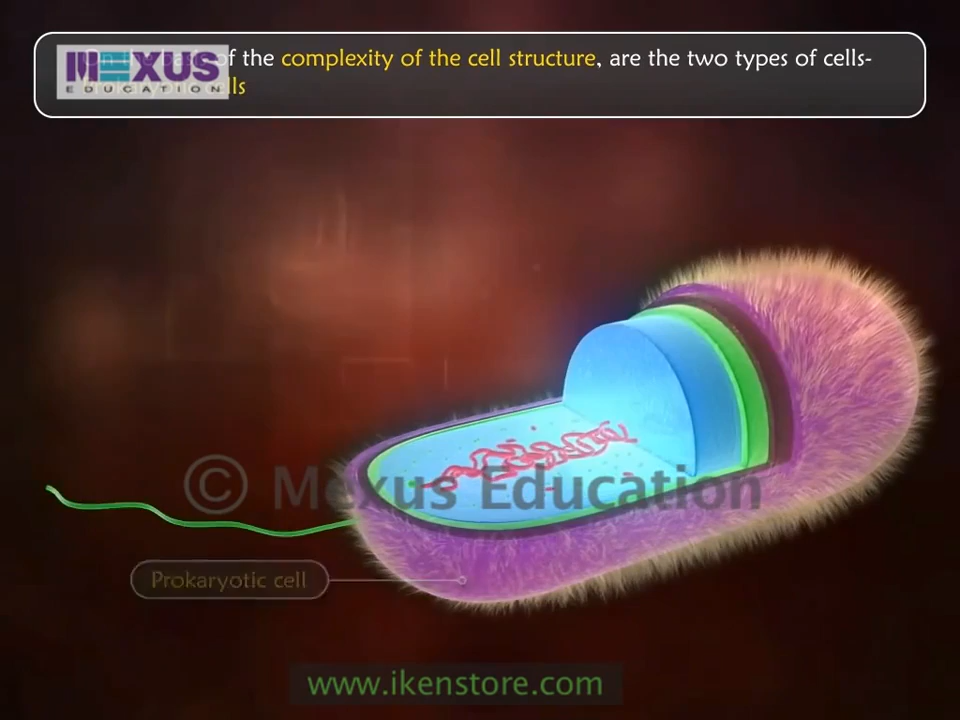 MEXUS
EDUCATION
of the complexity of the cell structure, are the two types of cells-
© Mexus Education
Prokaryotic cell
www.ikenstore.com